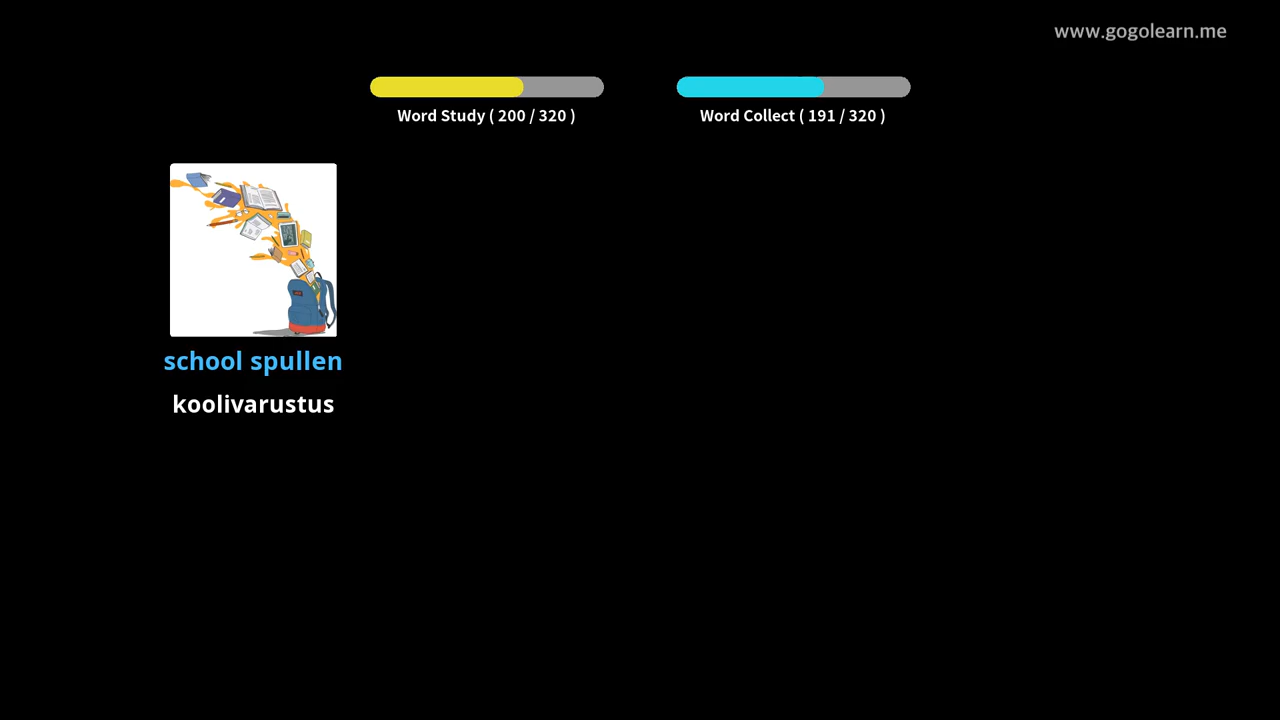 www.gogolearn.me
Word Study ( 200 / 320 )
Word Collect ( 191 / 320 )
school spullen
koolivarustus